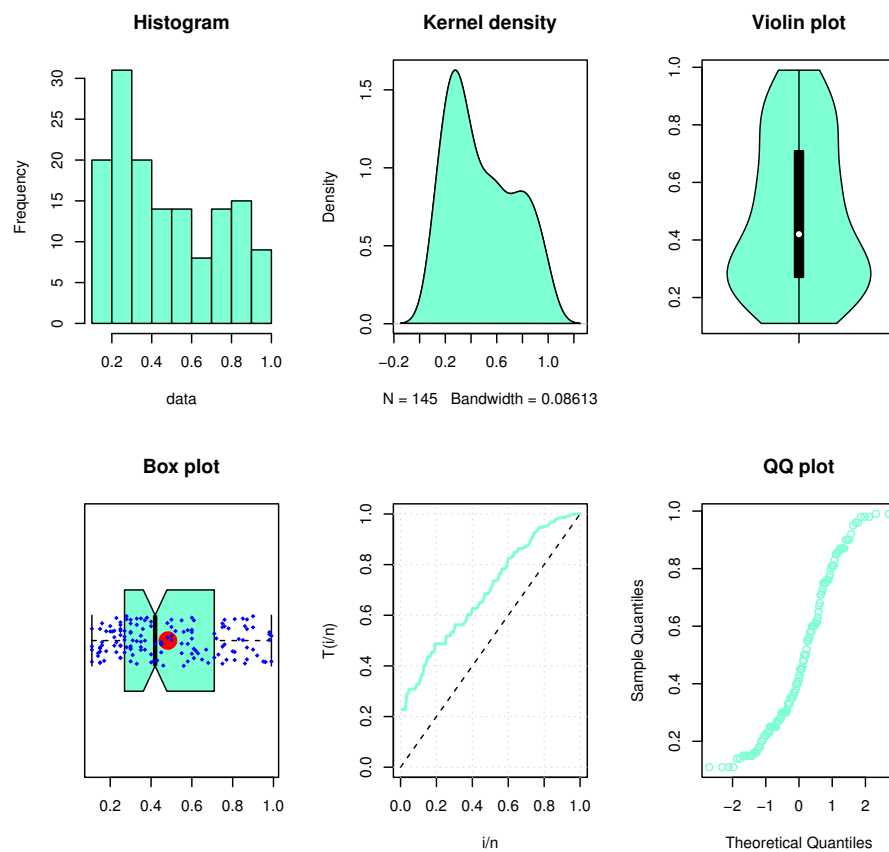 Histogram
Frequency
0 5 10 15 20 25 30
0.2 0.4 0.6 0.8 1.0
data
Kernel density
Density
0.0 0.5 1.0 1.5
−0.2 0.2 0.6 1.0
N = 145 Bandwidth = 0.08613
Violin plot
0.2 0.4 0.6 0.8 1.0
Box plot
0.2 0.4 0.6 0.8 1.0
T(i/n)
0.0 0.2 0.4 0.6 0.8 1.0
0.0 0.2 0.4 0.6 0.8 1.0
i/n
QQ plot
Sample Quantiles
0.2 0.4 0.6 0.8 1.0
−2 −1 0 1 2
Theoretical Quantiles